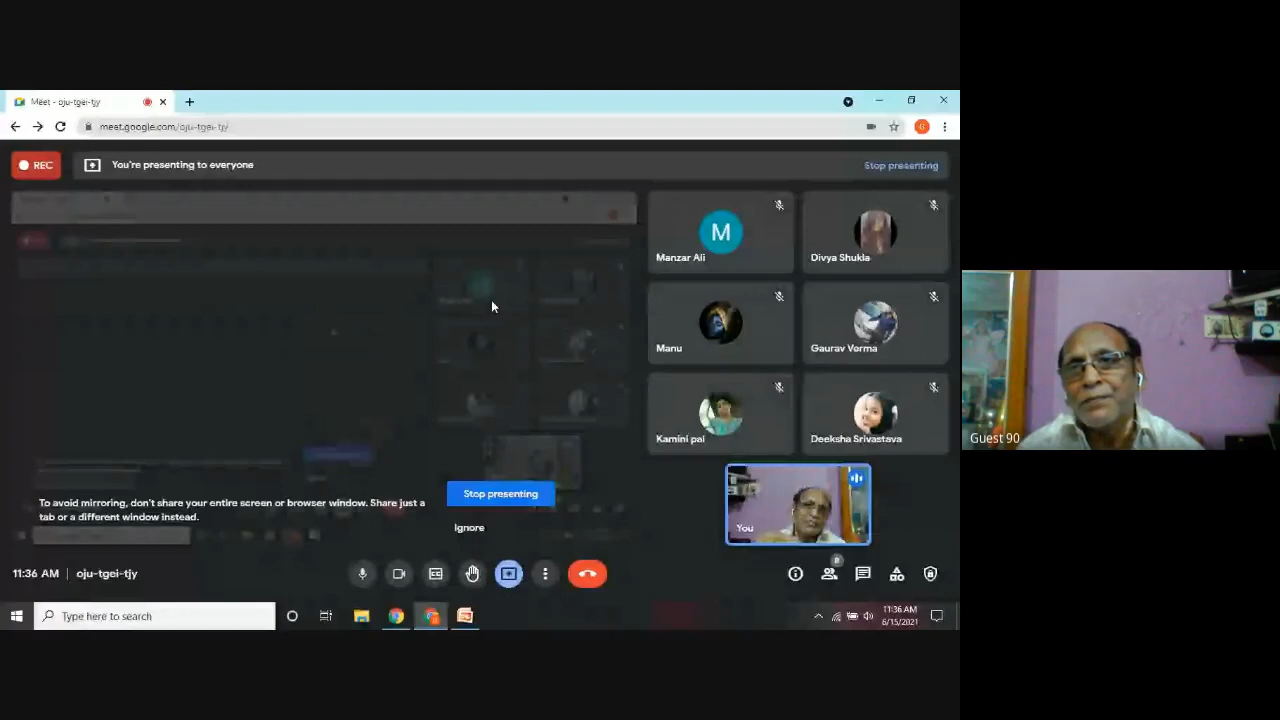 Meet - oju-tgei-tjy
meet.google.com/oju-tgei-tjy
REC
You're presenting to everyone
Stop presenting
M
Manzar Ali
Divya Shukla
Manu
Gaurav Verma
Kamini pal
Deeksha Srivastava
To avoid mirroring, don't share your entire screen or browser window. Share just a
tab or a different window instead.
Stop presenting
Ignore
You
Guest 90
11:36 AM | oju-tgei-tjy
8
Type here to search
11:36 AM
6/15/2021